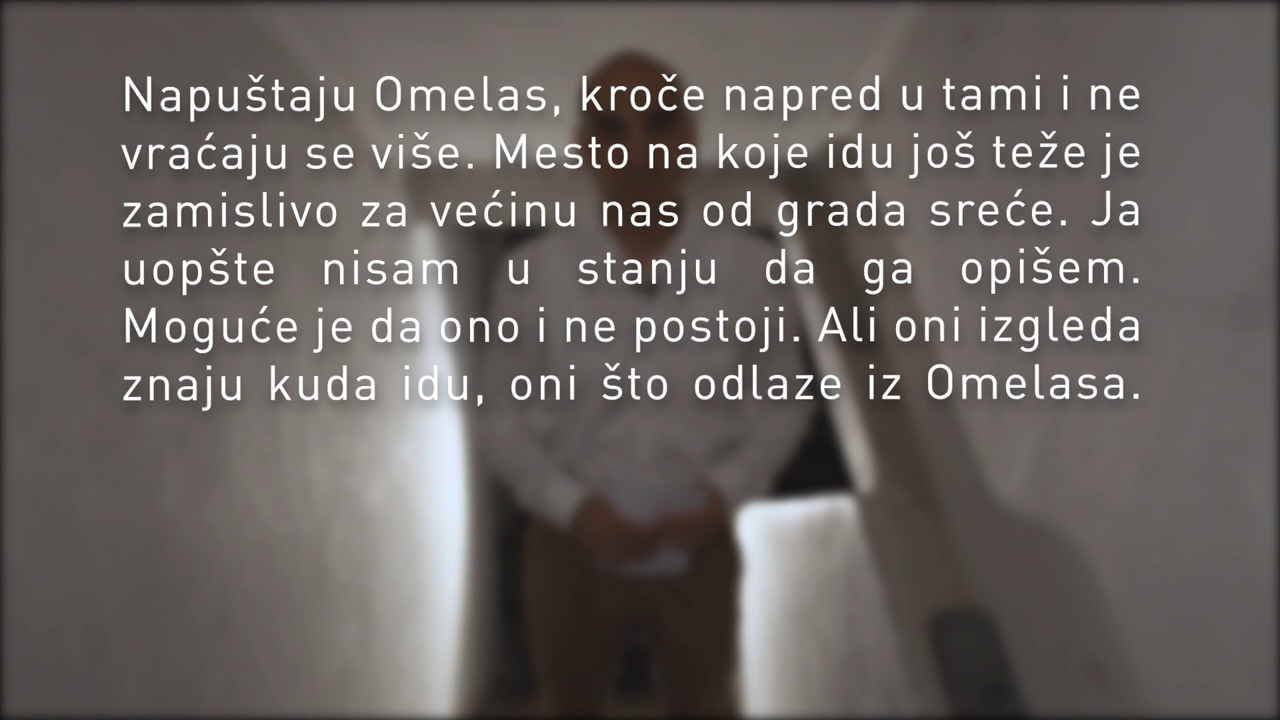 Napuštaju Omelas, kroče napred u tami i ne
vraćaju se više. Mesto na koje idu još teže je
zamislivo za većinu nas od grada sreće. Ja
uopšte nisam u stanju da ga opišem.
Moguće je da ono i ne postoji. Ali oni izgleda
znaju kuda idu, oni što odlaze iz Omelasa.